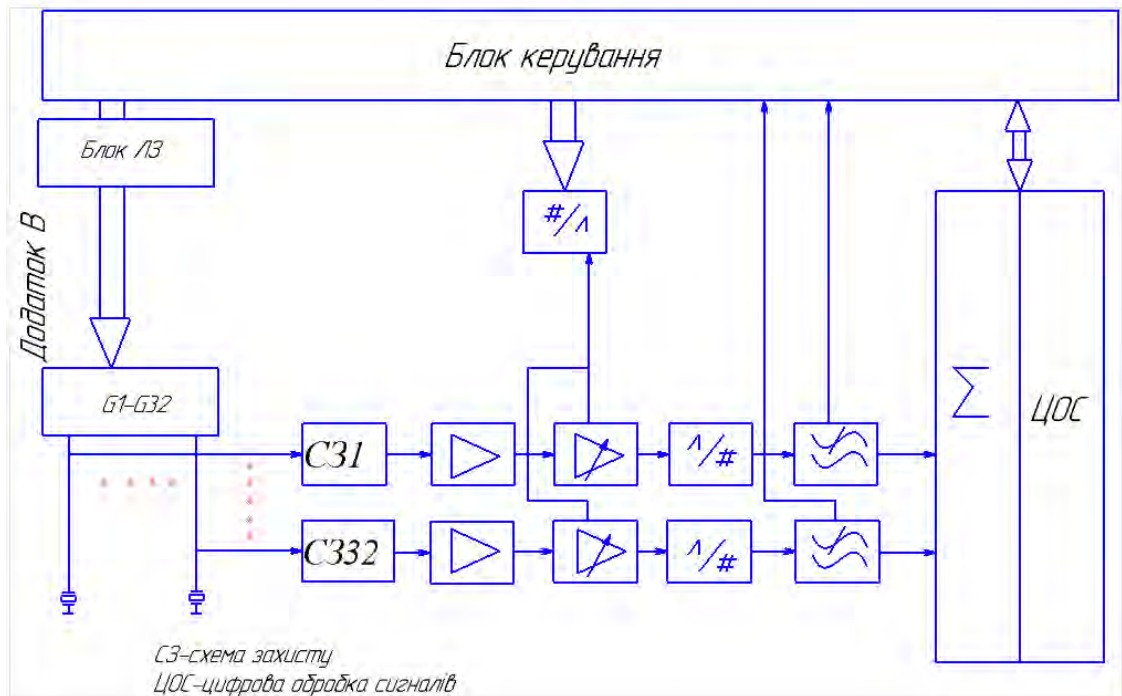 Блок керування
Блок ЛЗ
#/Λ
Додаток В
G1-G32
СЗ1
Λ/#
Σ
ЦОС
СЗ32
Λ/#
СЗ-схема захисту
ЦОС-цифрова обробка сигналів